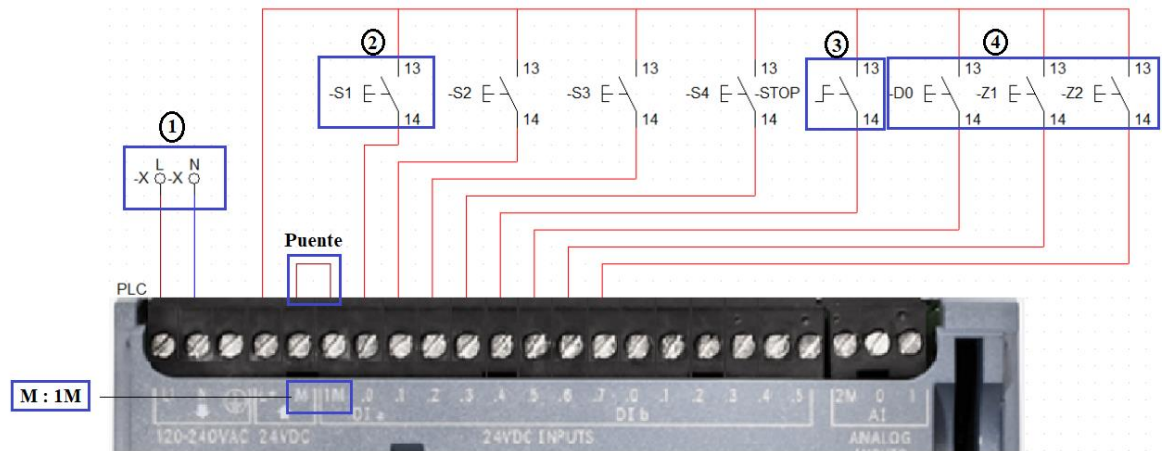 2
3
4
13 13 13 13 13 13 13 13
-S1 -S2 -S3 -S4 -STOP -D0 -Z1 -Z2
14 14 14 14 14 14 14 14
1
L N
-X -X
Puente
PLC
M : 1M
L1 N L+ M 1M .0 .1 .2 .3 .4 .5 .6 .7 .0 .1 .2 .3 .4 .5 2M 0 1
DI a DI b AI
120-240VAC 24VDC 24VDC INPUTS ANALOG
INPUTS